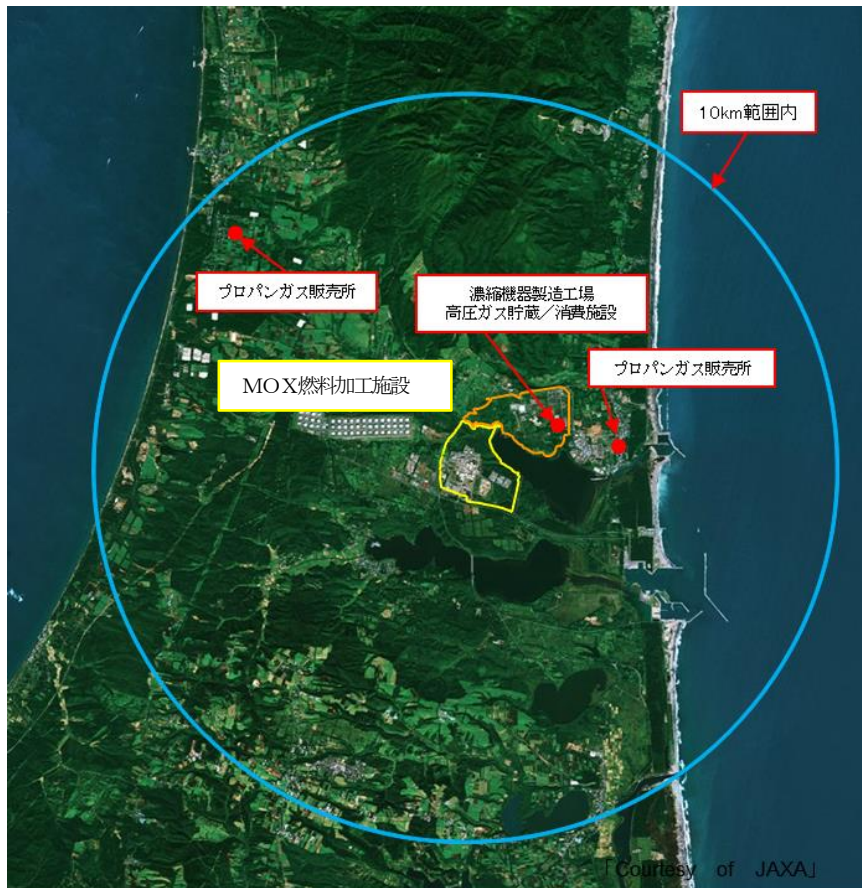 10km範囲内
プロパンガス販売所
濃縮機器製造工場
高圧ガス貯蔵／消費施設
プロパンガス販売所
MOX燃料加工施設
「Courtesy of JAXA」